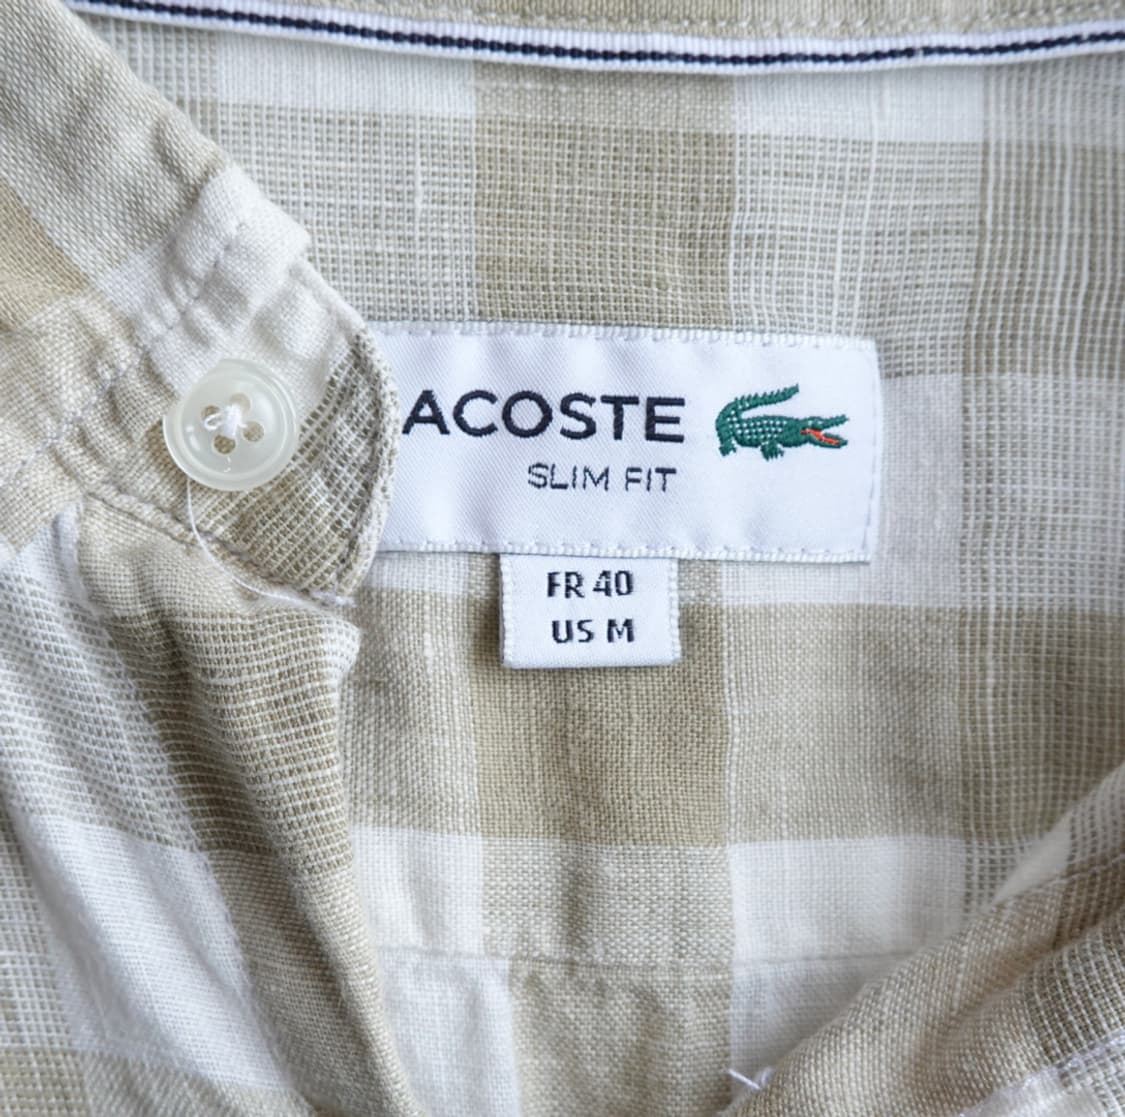 ACOSTE
SLIM FIT
FR 40
US M